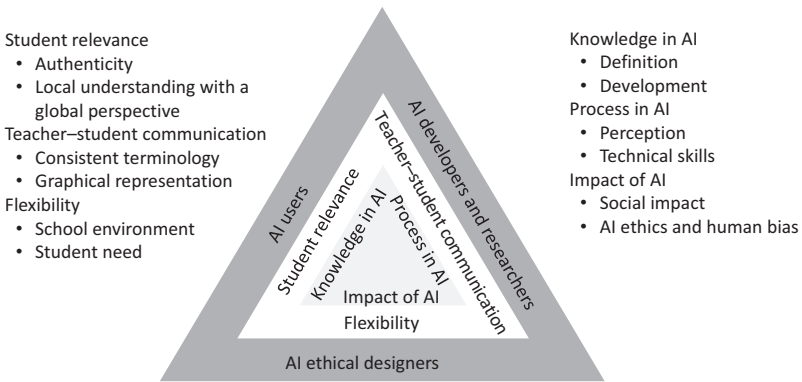 Student relevance
• Authenticity
• Local understanding with a
global perspective
Teacher–student communication
• Consistent terminology
• Graphical representation
Flexibility
• School environment
• Student need
AI users
AI developers and researchers
Student relevance
Teacher–student communication
Knowledge in AI
Process in AI
Impact of AI
Flexibility
AI ethical designers
Knowledge in AI
• Definition
• Development
Process in AI
• Perception
• Technical skills
Impact of AI
• Social impact
• AI ethics and human bias